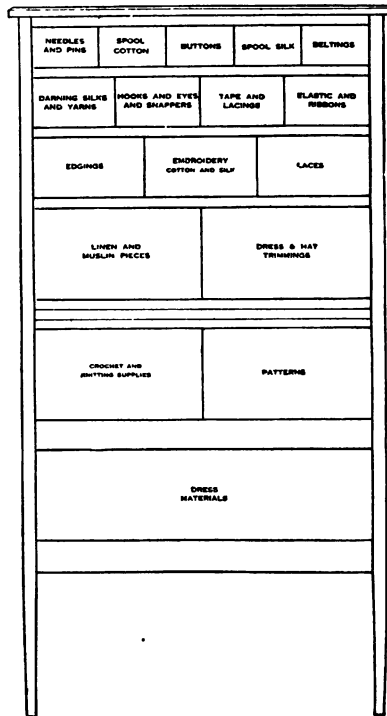 NEEDLES
AND PINS
SPOOL
COTTON
BUTTONS
SPOOL SILK
BELTINGS
DARNING SILKS
AND YARNS
HOOKS AND EYES
AND SNAPPERS
TAPE AND
LACINGS
ELASTIC AND
RIBBONS
EDGINGS
EMBROIDERY
COTTON AND SILK
LACES
LINEN AND
MUSLIN PIECES
DRESS & HAT
TRIMMINGS
CROCHET AND
KNITTING SUPPLIES
PATTERNS
DRESS
MATERIALS